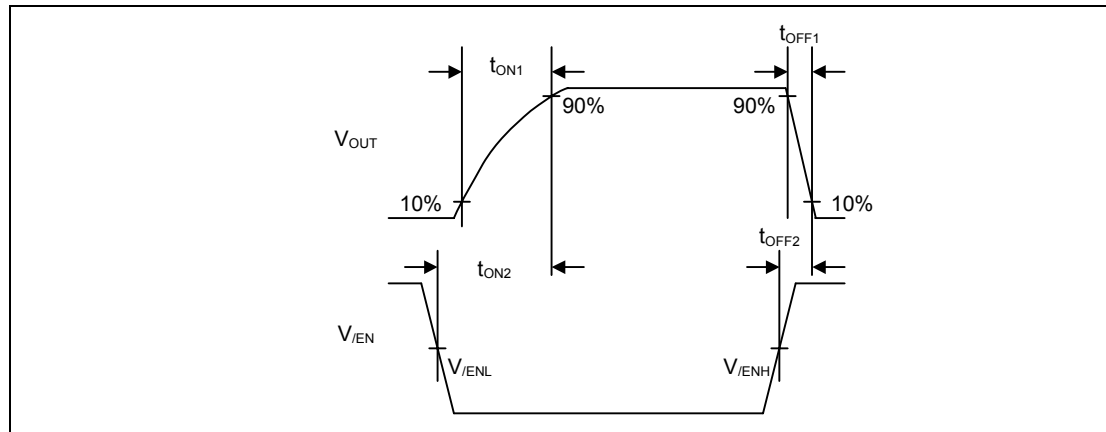 tOFF1
tON1
90% 90%
VOUT
10% 10%
tOFF2
tON2
V/EN
V/ENL V/ENH